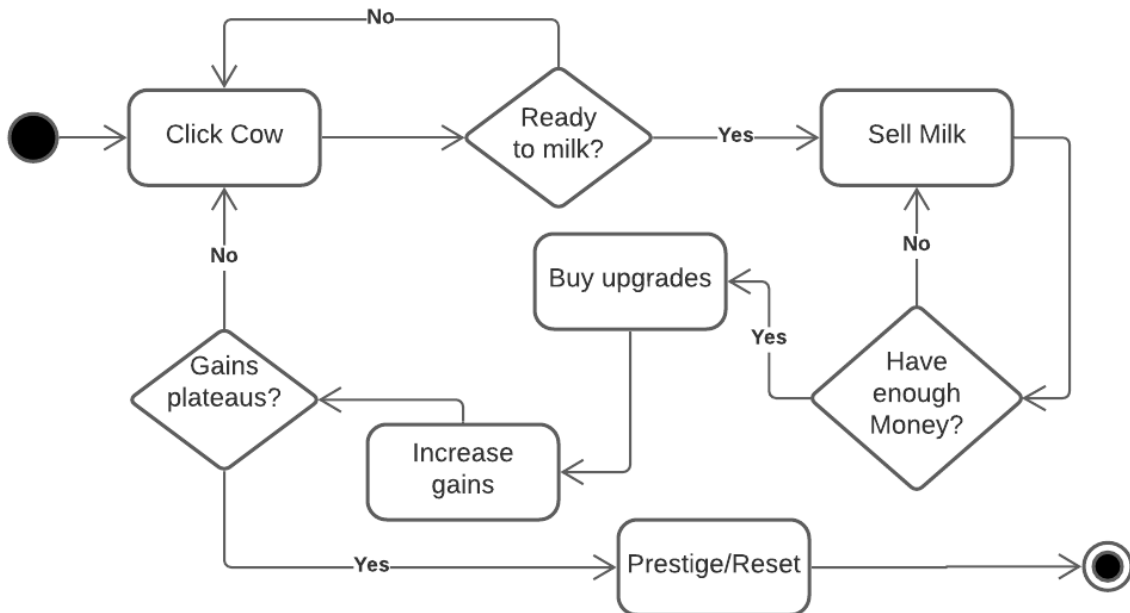 No
Click Cow
Ready
to milk?
Yes
Sell Milk
No
Buy upgrades
No
Yes
Gains
plateaus?
Have
enough
Money?
Increase
gains
Yes
Prestige/Reset